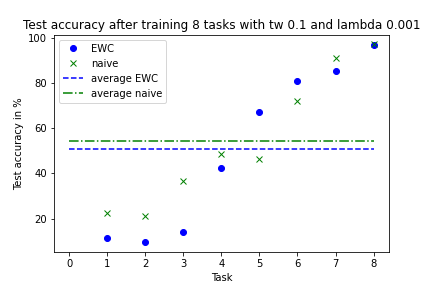 Test accuracy after training 8 Task with tw 0.1 and lambda 0.001
100
80
60
40
20
Test accuracy in %
EWC
naive
average EWC
average naive
0 1 2 3 4 5 6 7 8
Task